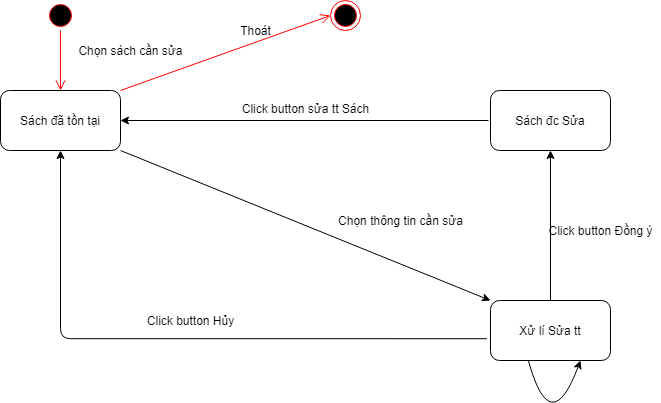 Thoát
Chọn sách cần sửa
Click button sửa tt Sách
Sách đã tồn tại
Sách đc Sửa
Chọn thông tin cần sửa
Click button Đồng ý
Click button Hủy
Xử lí Sửa tt